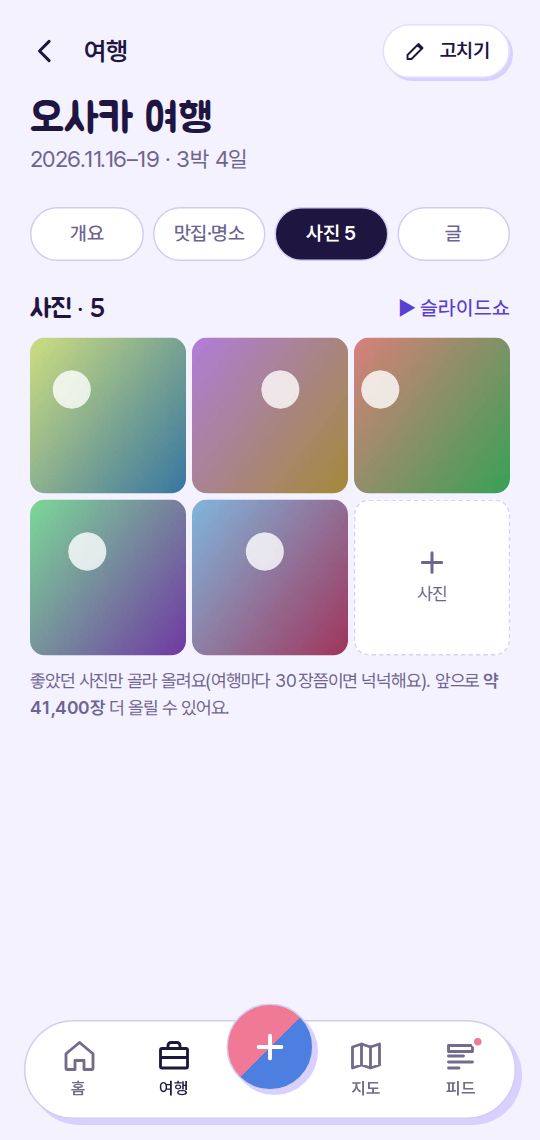 여행
고치기
오사카 여행
2026.11.16–19 · 3박 4일
개요
맛집·명소
사진 5
글
사진 · 5
▶ 슬라이드쇼
사진
좋았던 사진만 골라 올려요(여행마다 30장쯤이면 넉넉해요). 앞으로 약
41,400장 더 올릴 수 있어요.
홈
여행
지도
피드